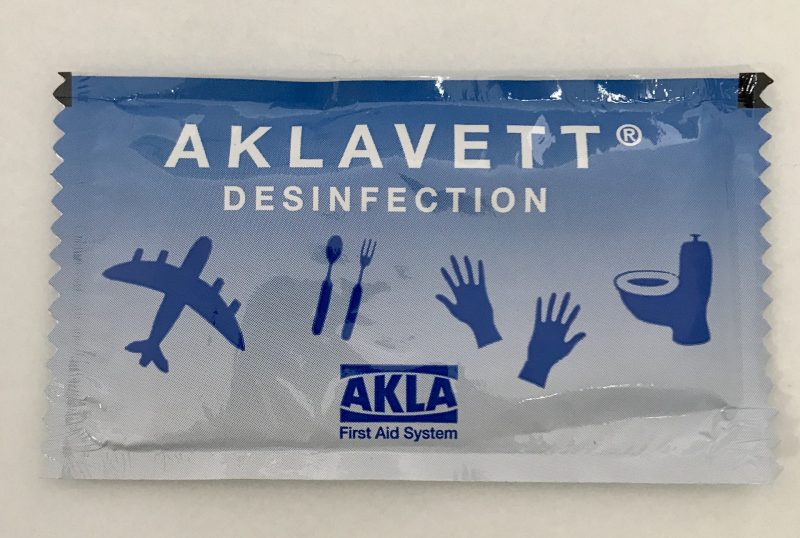 AKLAVETT®
DESINFECTION
AKLA
First Aid System